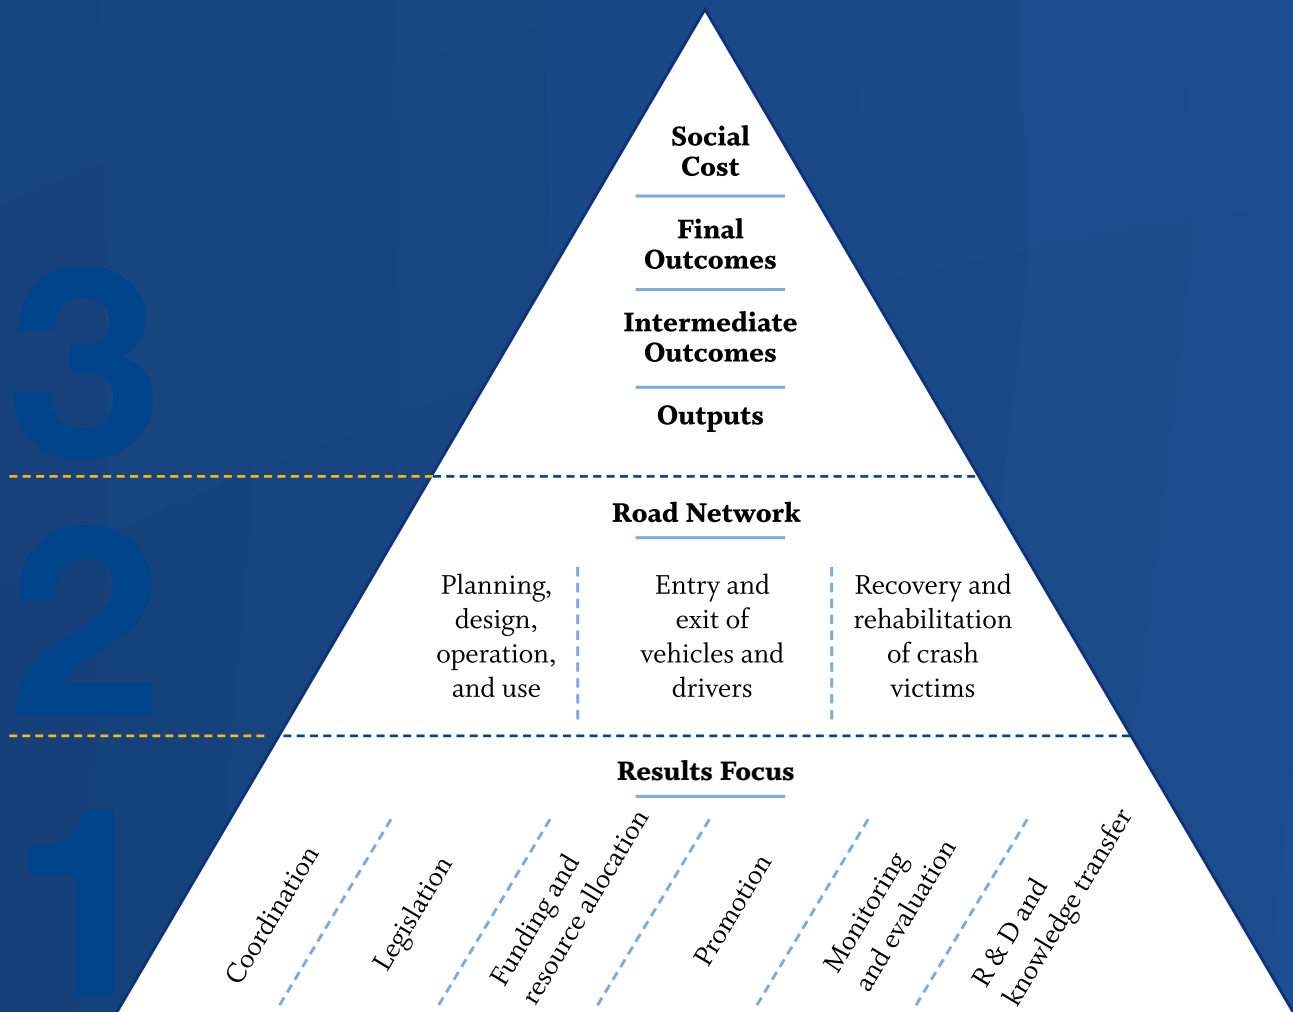 Social
Cost
Final
Outcomes
Intermediate
Outcomes
Outputs
3
Road Network
Planning,
design,
operation,
and use
Entry and
exit of
vehicles and
drivers
Recovery and
rehabilitation
of crash
victims
2
Results Focus
Coordination
Legislation
Funding and
resource allocation
Promotion
Monitoring
and evaluation
R & D and
knowledge transfer
1